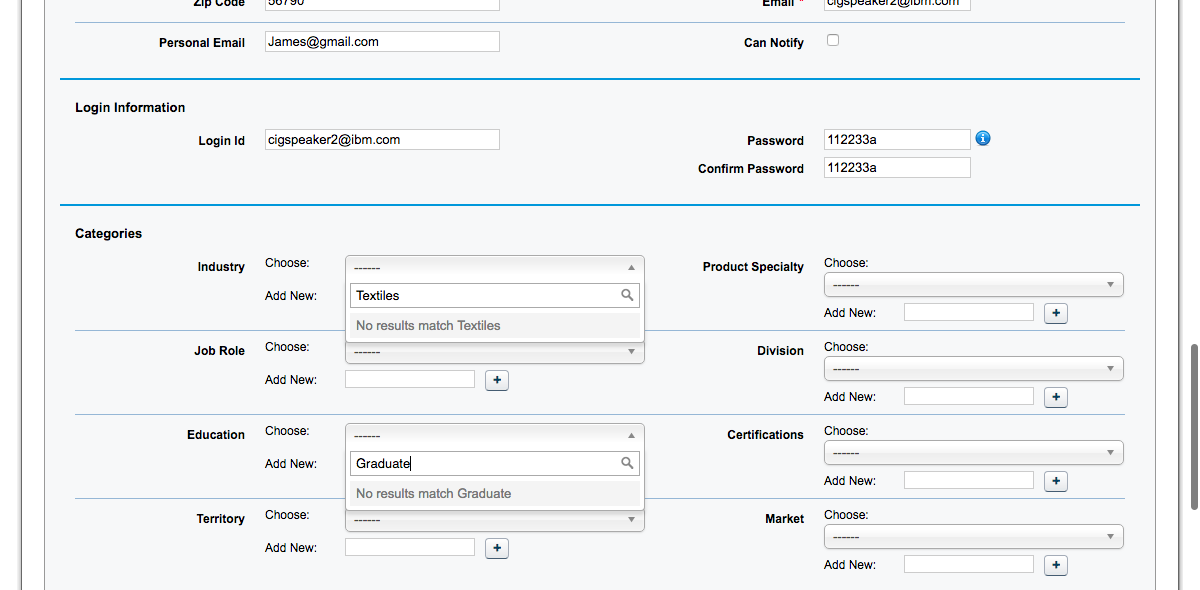 Zip Code 56790 Email * cigspeaker2@ibm.com
Personal Email James@gmail.com Can Notify
Login Information
Login Id cigspeaker2@ibm.com Password 112233a
Confirm Password 112233a
Categories
Industry Choose: ------ Product Specialty Choose:
------
Add New: Textiles Add New: +
No results match Textiles
Job Role Choose: ------ Division Choose:
------
Add New: + Add New: +
Education Choose: ------ Certifications Choose:
------
Add New: Graduate Add New: +
No results match Graduate
Territory Choose: ------ Market Choose:
------
Add New: + Add New: +